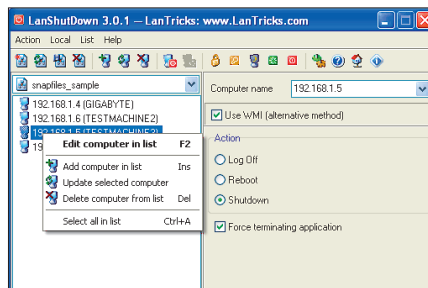 LanShutDown 3.0.1 — LanTricks: www.LanTricks.com
Action Local List Help
snapfiles_sample
192.168.1.4 (GIGABYTE)
192.168.1.6 (TESTMACHINE2)
192.168.1.5 (TESTMACHINE3)
19
Edit computer in list F2
Add computer in list Ins
Update selected computer
Delete computer from list Del
Select all in list Ctrl+A
Computer name 192.168.1.5
Use WMI (alternative method)
Action
Log Off
Reboot
Shutdown
Force terminating application